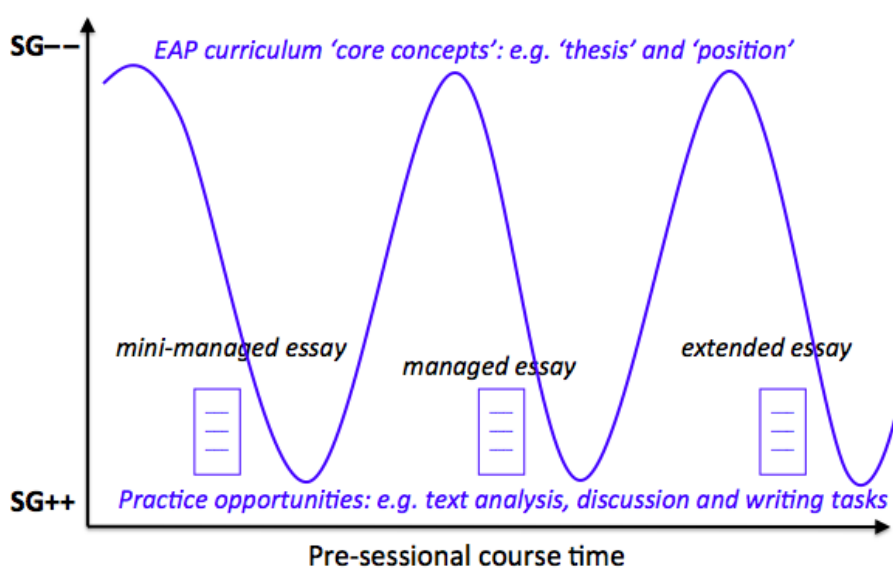 SG−−
EAP curriculum ‘core concepts’: e.g. ‘thesis’ and ‘position’
mini-managed essay
managed essay
extended essay
SG++
Practice opportunities: e.g. text analysis, discussion and writing tasks
Pre-sessional course time